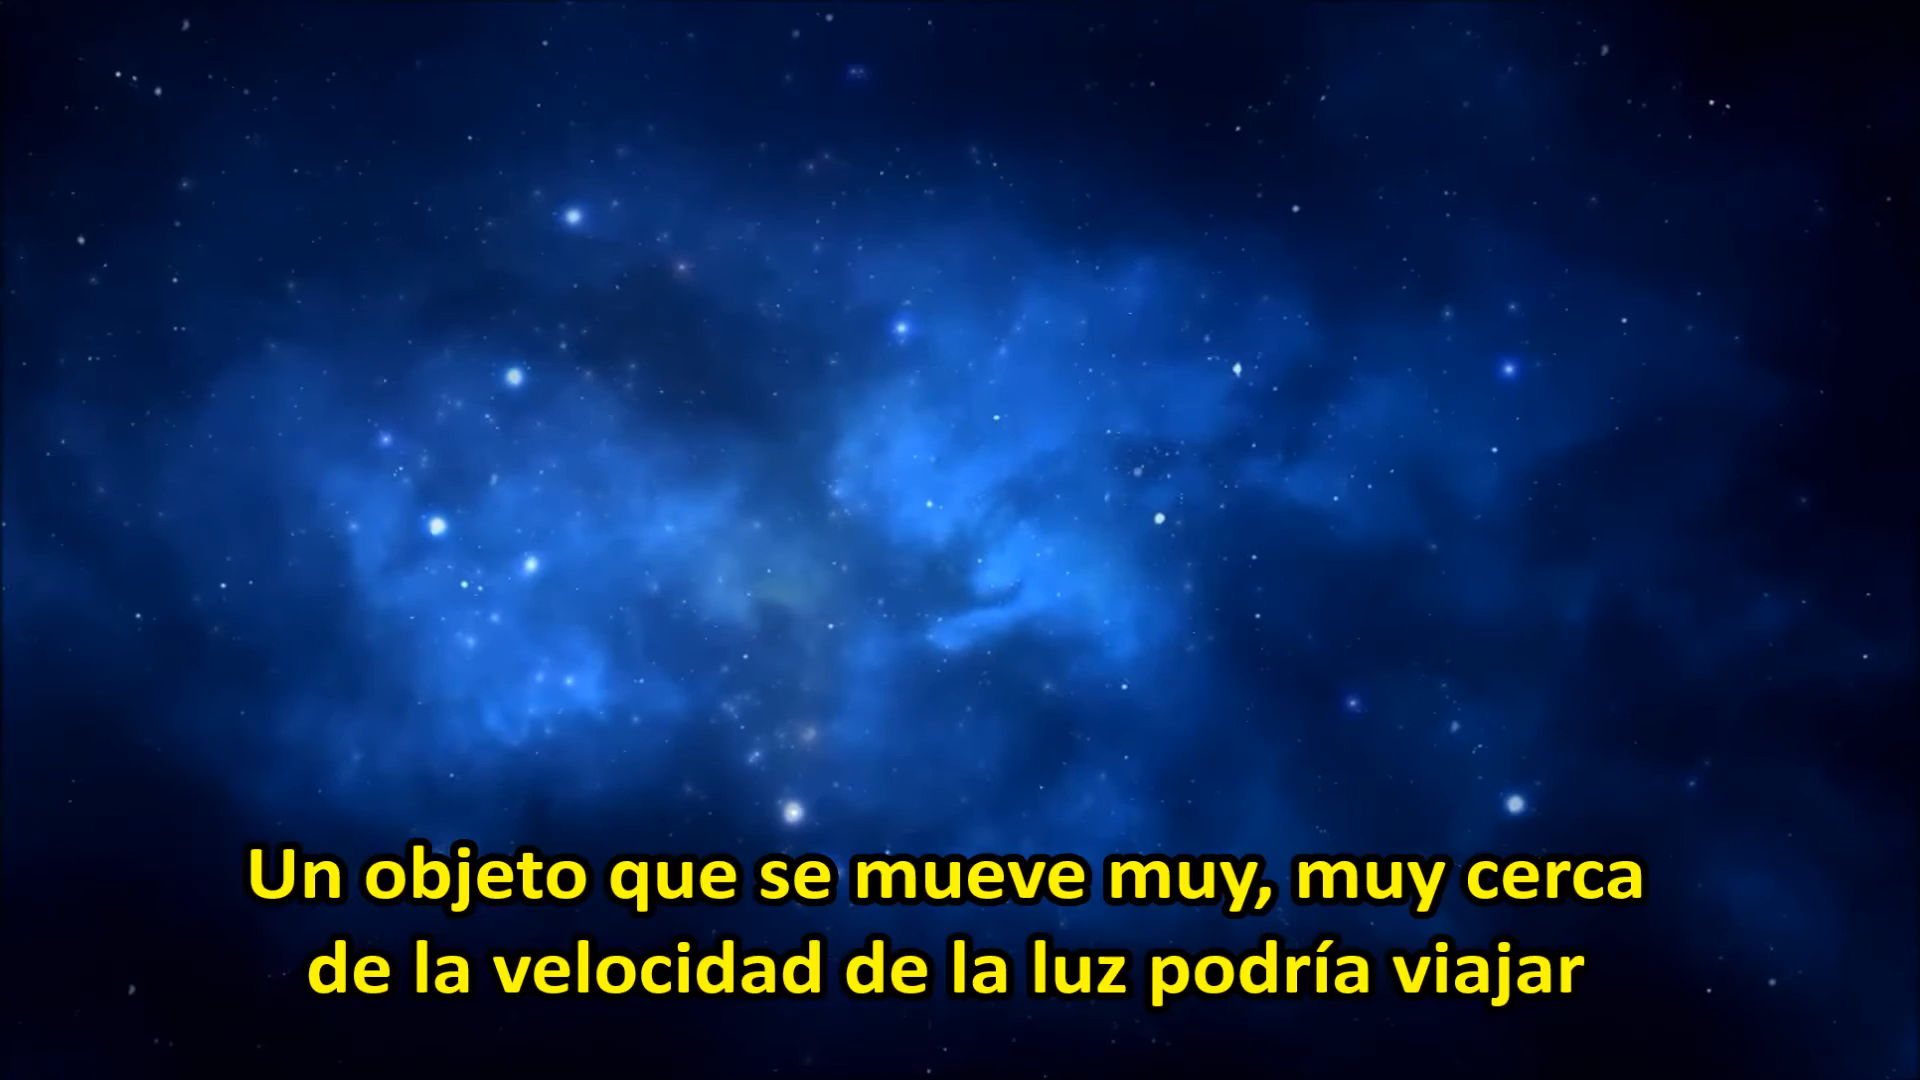 Un objeto que se mueve muy, muy cerca
de la velocidad de la luz podría viajar